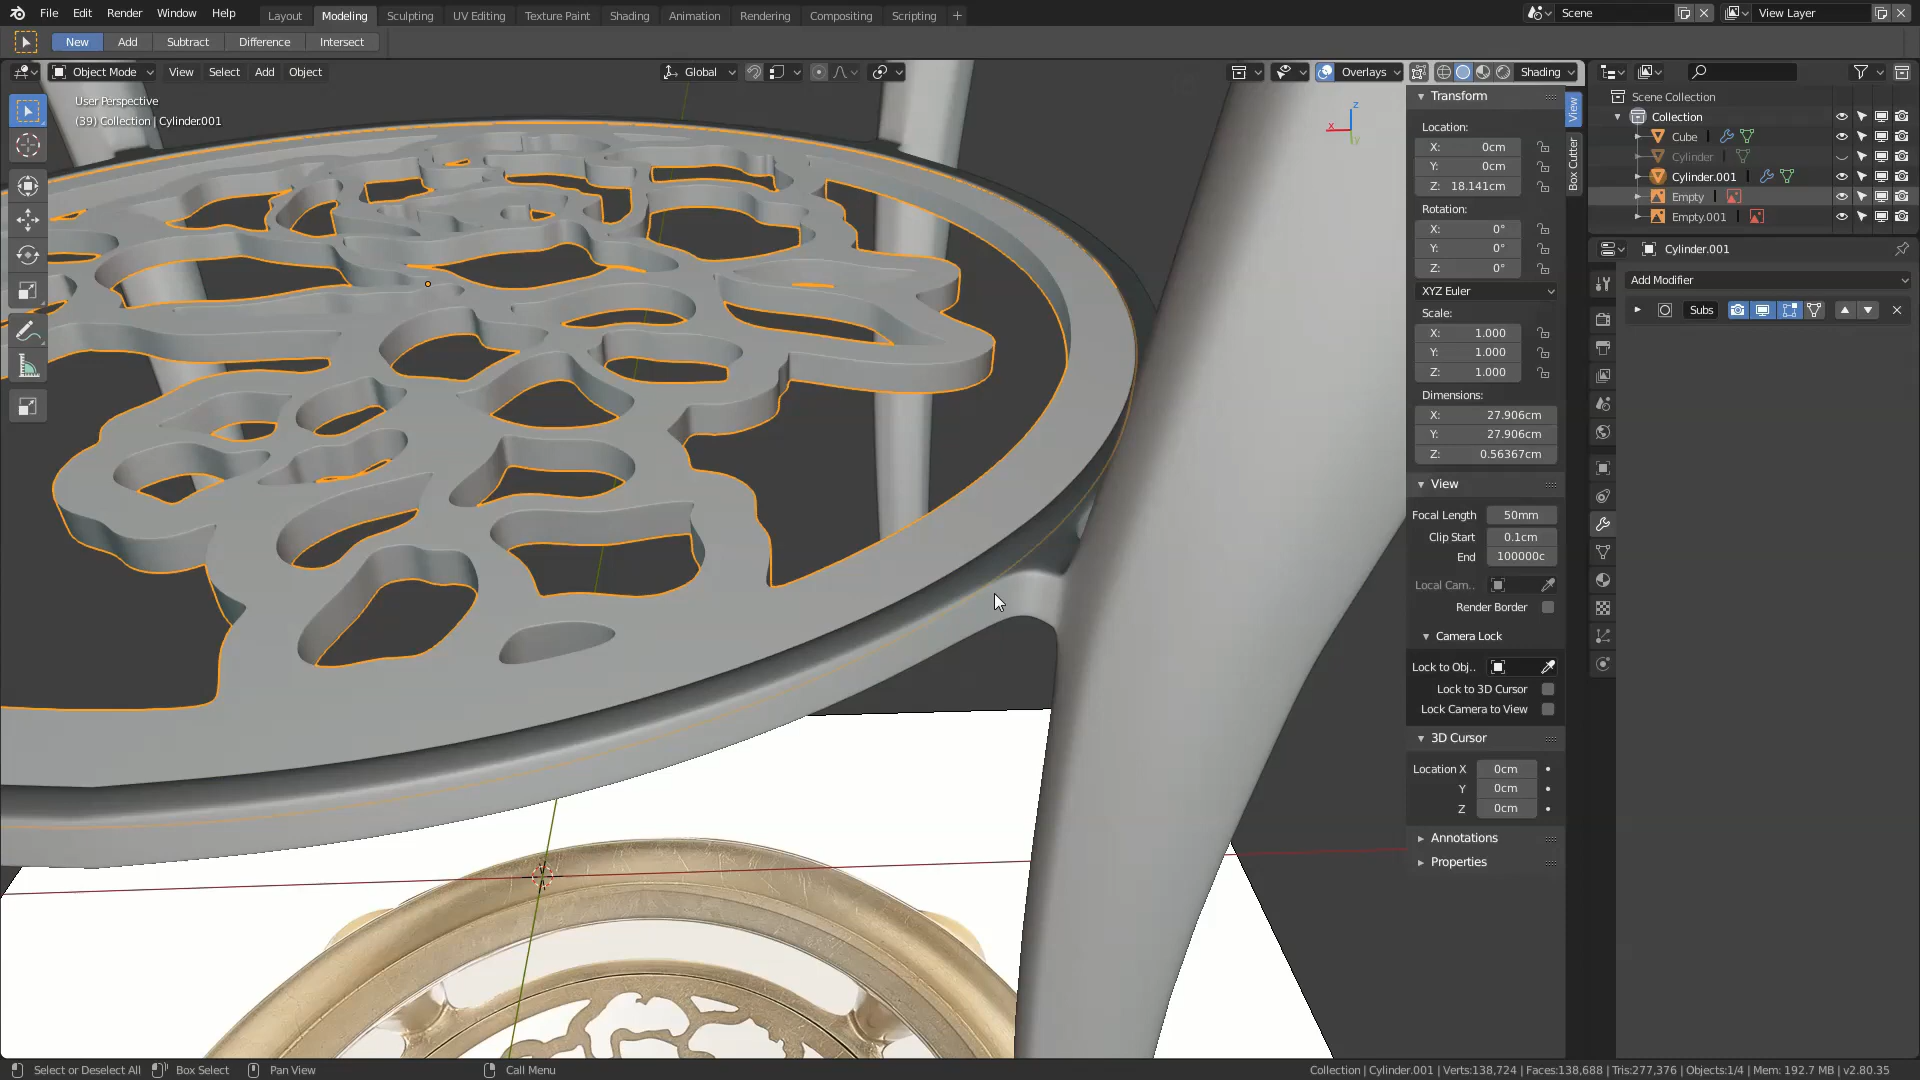 File Edit Render Window Help
Layout Modeling Sculpting UV Editing Texture Paint Shading Animation Rendering Compositing Scripting +
Scene
View Layer
New Add Subtract Difference Intersect
Object Mode View Select Add Object
Global
Overlays
Shading
User Perspective
(39) Collection | Cylinder.001
z
x
y
Transform
Location:
X: 0cm
Y: 0cm
Z: 18.141cm
Rotation:
X: 0°
Y: 0°
Z: 0°
XYZ Euler
Scale:
X: 1.000
Y: 1.000
Z: 1.000
Dimensions:
X: 27.906cm
Y: 27.906cm
Z: 0.56367cm
View
Focal Length 50mm
Clip Start 0.1cm
End 100000c
Local Cam..
Render Border
Camera Lock
Lock to Obj..
Lock to 3D Cursor
Lock Camera to View
3D Cursor
Location X 0cm
Y 0cm
Z 0cm
Annotations
Properties
View
Box Cutter
Scene Collection
Collection
Cube
Cylinder
Cylinder.001
Empty
Empty.001
Cylinder.001
Add Modifier
Subs
Select or Deselect All
Box Select
Pan View
Call Menu
Collection | Cylinder.001 | Verts:138,724 | Faces:138,688 | Tris:277,376 | Objects:1/4 | Mem: 192.7 MB | v2.80.35